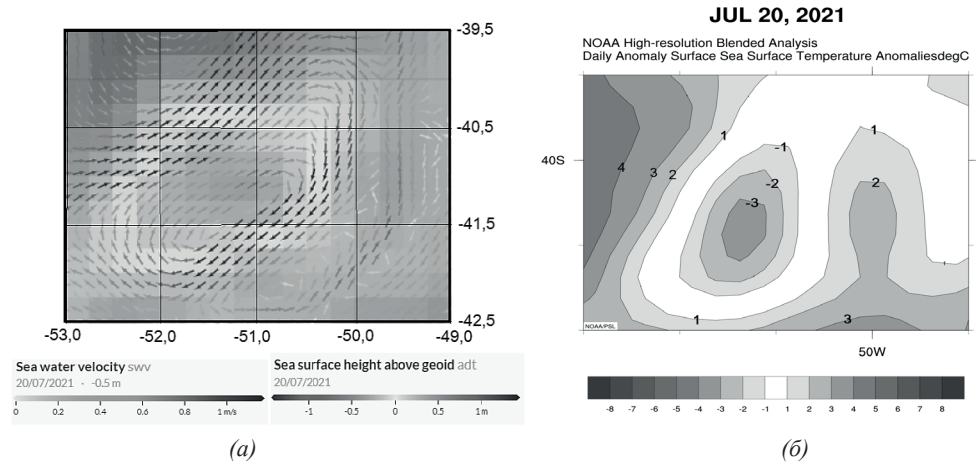 -39,5
-40,5
-41,5
-42,5
-53,0 -52,0 -51,0 -50,0 -49,0
Sea water velocity swv
20/07/2021 · -0.5 m
0 0.2 0.4 0.6 0.8 1 m/s
Sea surface height above geoid adt
20/07/2021
-1 -0.5 0 0.5 1 m
(а)
JUL 20, 2021
NOAA High-resolution Blended Analysis
Daily Anomaly Surface Sea Surface Temperature AnomaliesdegC
40S
4 3 2 1 -1 1
-2 2
-3
1 3
NOAA/PSL
50W
-8 -7 -6 -5 -4 -3 -2 -1 1 2 3 4 5 6 7 8
(б)